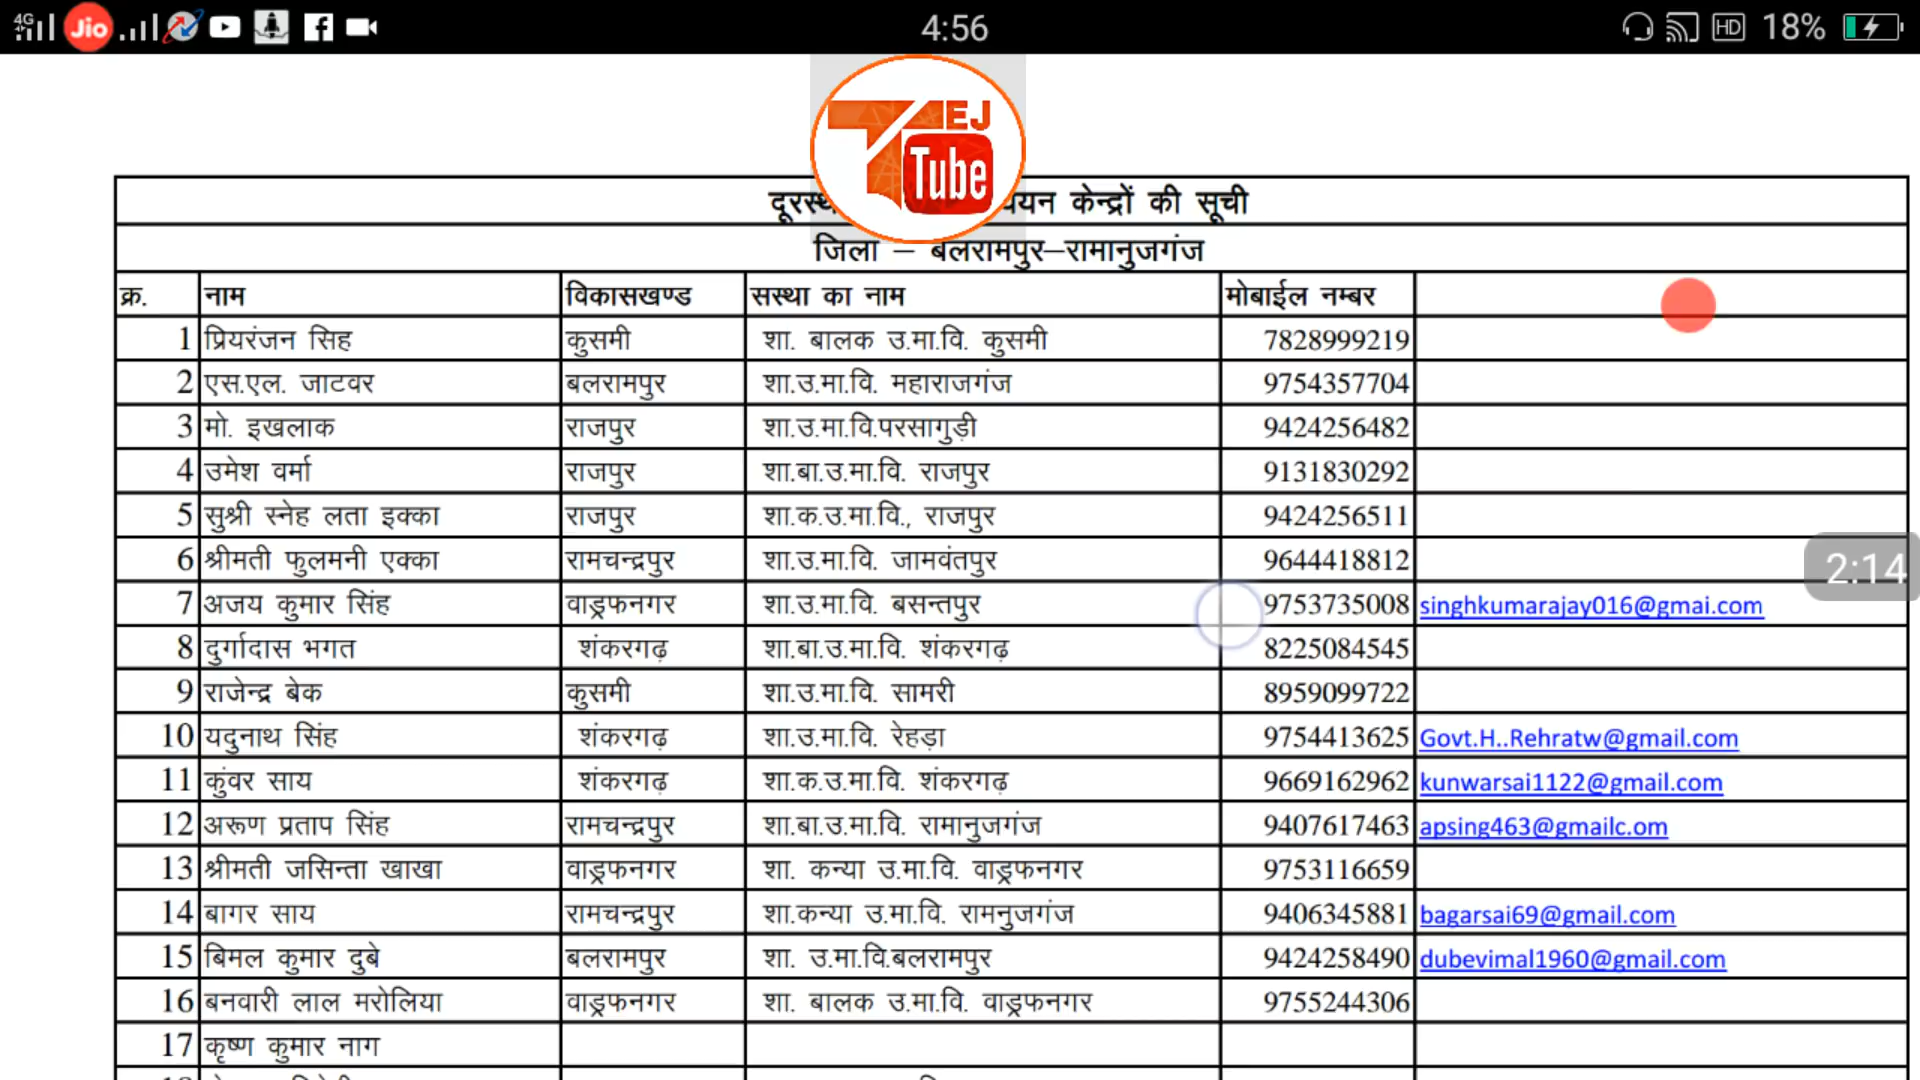 4G Jio 4:56 HD 18%
TEJ Tube
दूरस्थ ययन केन्द्रों की सूची
जिला – बलरामपुर–रामानुजगंज
क्र. नाम विकासखण्ड सस्था का नाम मोबाईल नम्बर
1 प्रियरंजन सिह कुसमी शा. बालक उ.मा.वि. कुसमी 7828999219
2 एस.एल. जाटवर बलरामपुर शा.उ.मा.वि. महाराजगंज 9754357704
3 मो. इखलाक राजपुर शा.उ.मा.वि.परसागुड़ी 9424256482
4 उमेश वर्मा राजपुर शा.बा.उ.मा.वि. राजपुर 9131830292
5 सुश्री स्नेह लता इक्का राजपुर शा.क.उ.मा.वि., राजपुर 9424256511
6 श्रीमती फुलमनी एक्का रामचन्द्रपुर शा.उ.मा.वि. जामवंतपुर 9644418812
2:14
7 अजय कुमार सिंह वाड्रफनगर शा.उ.मा.वि. बसन्तपुर 9753735008 singhkumarajay016@gmai.com
8 दुर्गादास भगत शंकरगढ़ शा.बा.उ.मा.वि. शंकरगढ़ 8225084545
9 राजेन्द्र बेक कुसमी शा.उ.मा.वि. सामरी 8959099722
10 यदुनाथ सिंह शंकरगढ़ शा.उ.मा.वि. रेहड़ा 9754413625 Govt.H..Rehratw@gmail.com
11 कुंवर साय शंकरगढ़ शा.क.उ.मा.वि. शंकरगढ़ 9669162962 kunwarsai1122@gmail.com
12 अरूण प्रताप सिंह रामचन्द्रपुर शा.बा.उ.मा.वि. रामानुजगंज 9407617463 apsing463@gmailc.om
13 श्रीमती जसिन्ता खाखा वाड्रफनगर शा. कन्या उ.मा.वि. वाड्रफनगर 9753116659
14 बागर साय रामचन्द्रपुर शा.कन्या उ.मा.वि. रामनुजगंज 9406345881 bagarsai69@gmail.com
15 बिमल कुमार दुबे बलरामपुर शा. उ.मा.वि.बलरामपुर 9424258490 dubevimal1960@gmail.com
16 बनवारी लाल मरोलिया वाड्रफनगर शा. बालक उ.मा.वि. वाड्रफनगर 9755244306
17 कृष्ण कुमार नाग